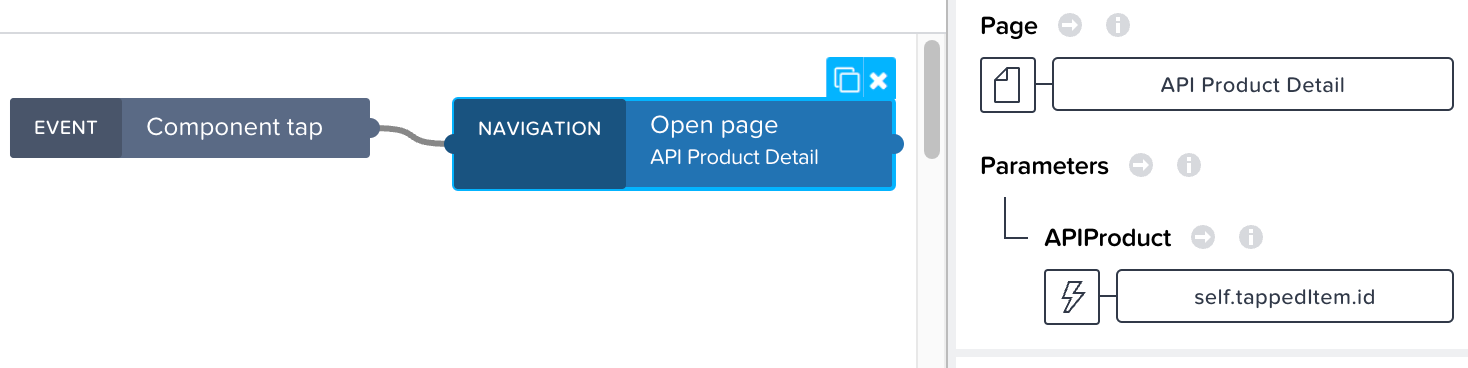 EVENT
Component tap
NAVIGATION
Open page
API Product Detail
Page
API Product Detail
Parameters
APIProduct
self.tappedItem.id